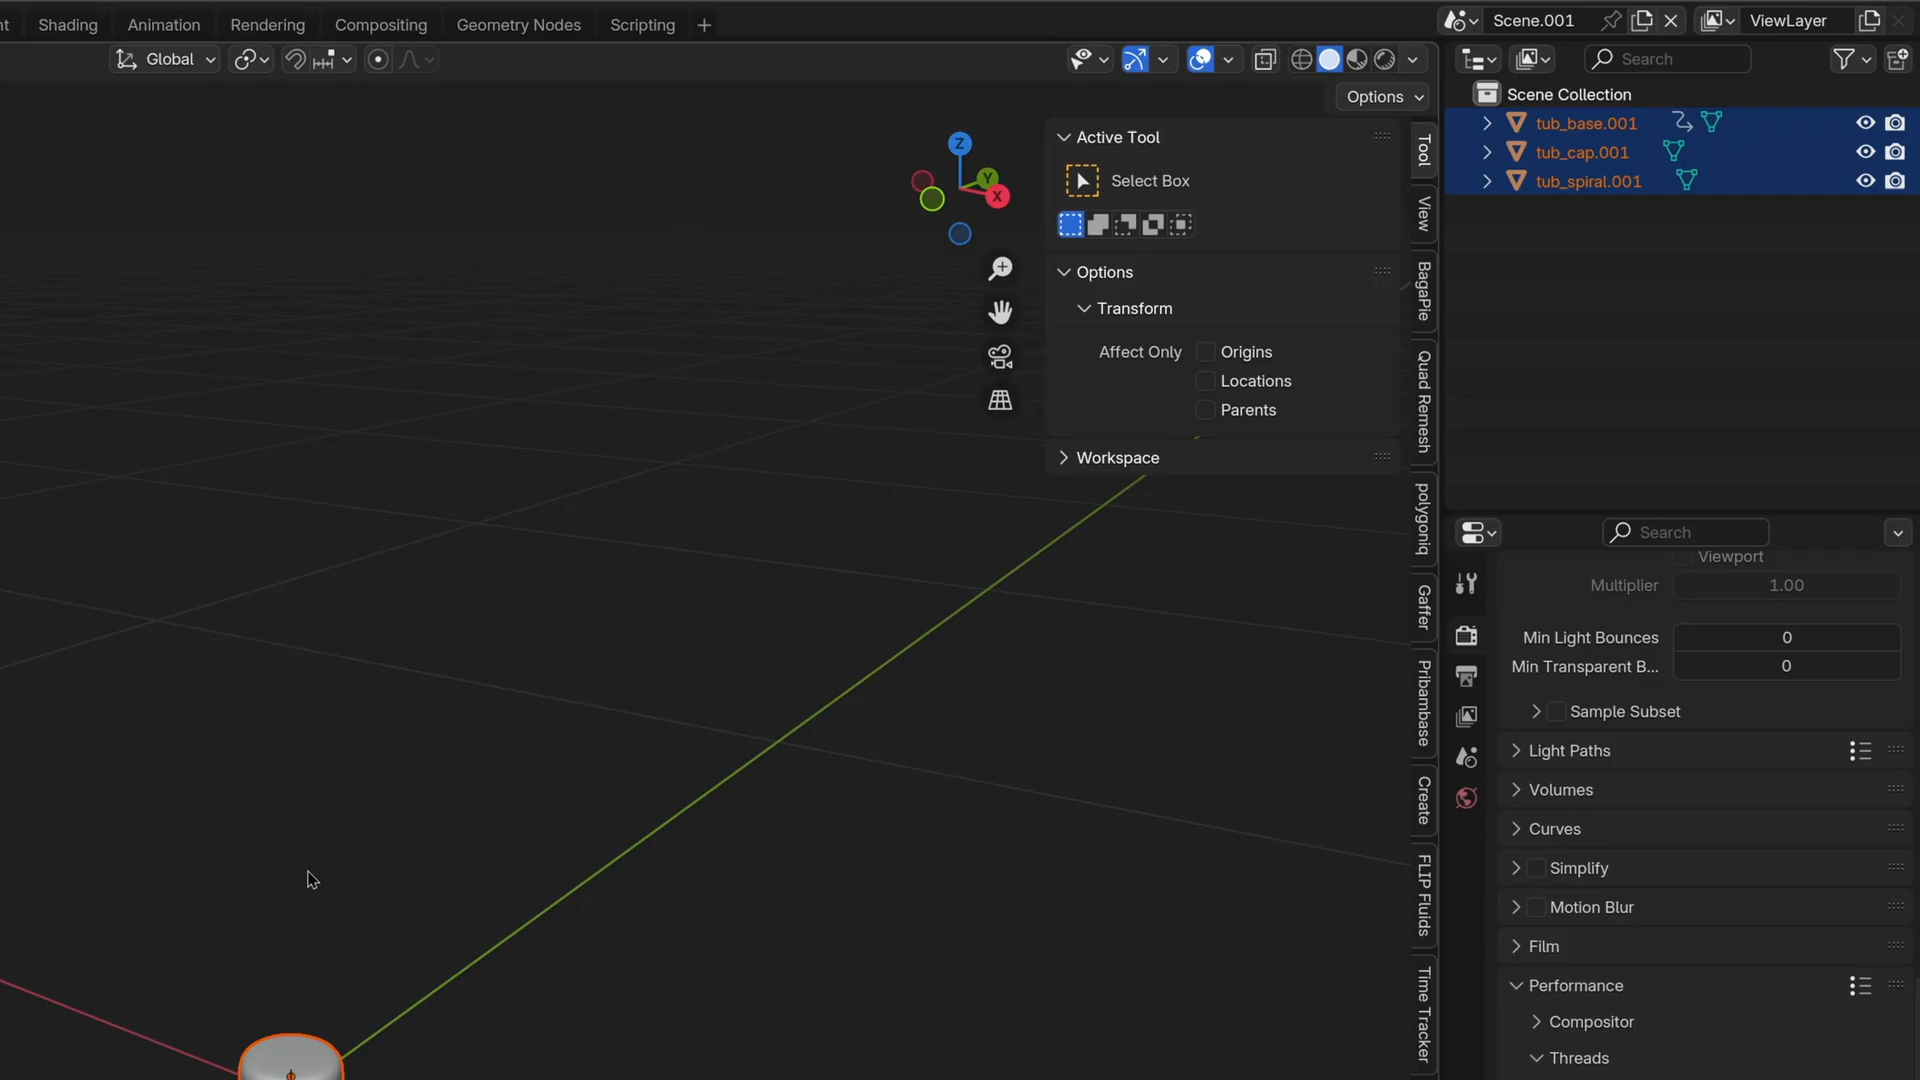 Shading Animation Rendering Compositing Geometry Nodes Scripting
Scene.001
ViewLayer
Global
Search
Options
Scene Collection
tub_base.001
tub_cap.001
tub_spiral.001
Z
Y
X
Active Tool
Select Box
Options
Transform
Affect Only Origins
Locations
Parents
Workspace
Tool
View
BagaPie
Quad Remesh
polygoniq
Gaffer
Pribambase
Create
FLIP Fluids
Time Tracker
Search
Viewport
Multiplier 1.00
Min Light Bounces 0
Min Transparent B... 0
Sample Subset
Light Paths
Volumes
Curves
Simplify
Motion Blur
Film
Performance
Compositor
Threads